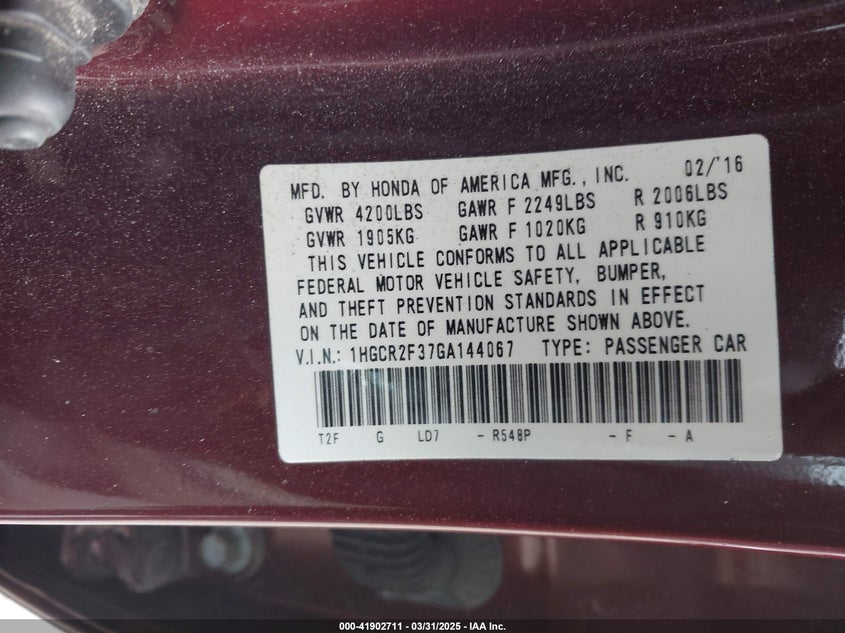 MFD. BY HONDA OF AMERICA MFG., INC. 02/'16
GVWR 4200LBS GAWR F 2249LBS R 2006LBS
GVWR 1905KG GAWR F 1020KG R 910KG
THIS VEHICLE CONFORMS TO ALL APPLICABLE
FEDERAL MOTOR VEHICLE SAFETY, BUMPER,
AND THEFT PREVENTION STANDARDS IN EFFECT
ON THE DATE OF MANUFACTURE SHOWN ABOVE.
V.I.N.: 1HGCR2F37GA144067 TYPE: PASSENGER CAR
T2F G LD7 - R548P - F - A
000-41902711 - 03/31/2025 - IAA Inc.